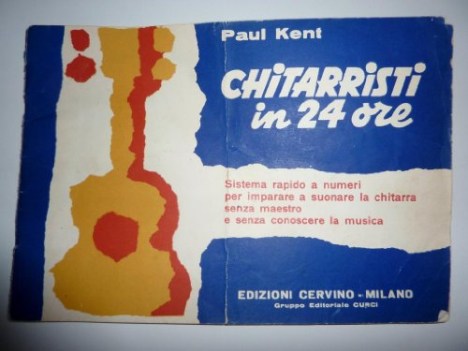 Paul Kent
CHITARRISTI
in 24 ore
Sistema rapido a numeri
per imparare a suonare la chitarra
senza maestro
e senza conoscere la musica
EDIZIONI CERVINO - MILANO
Gruppo Editoriale CURCI